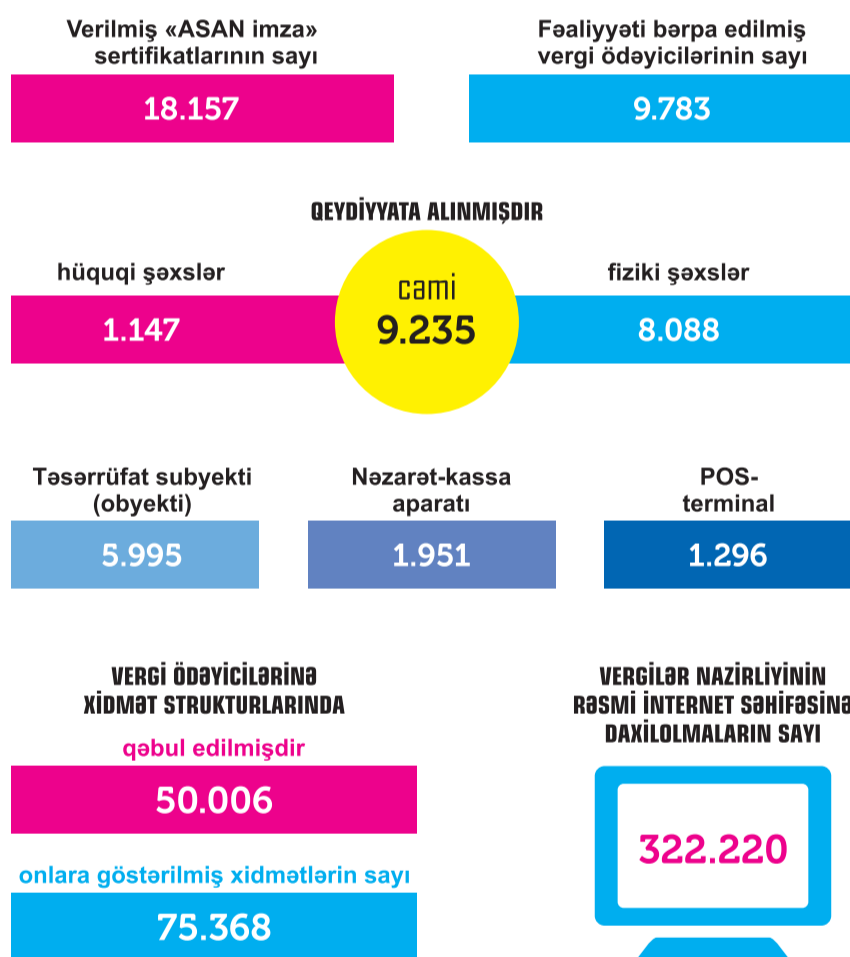 Verilmiş «ASAN imza»
sertifikatlarının sayı
18.157
Fəaliyyəti bərpa edilmiş
vergi ödəyicilərinin sayı
9.783
QEYDİYYATA ALINMIŞDIR
hüquqi şəxslər
1.147
cəmi
9.235
fiziki şəxslər
8.088
Təsərrüfat subyekti
(obyekti)
5.995
Nəzarət-kassa
aparatı
1.951
POS-
terminal
1.296
VERGİ ÖDƏYİCİLƏRİNƏ
XİDMƏT STRUKTURLARINDA
qəbul edilmişdir
50.006
onlara göstərilmiş xidmətlərin sayı
75.368
VERGİLƏR NAZİRLİYİNİN
RƏSMİ İNTERNET SƏHİFƏSİNƏ
DAXİLOLMALARIN SAYI
322.220